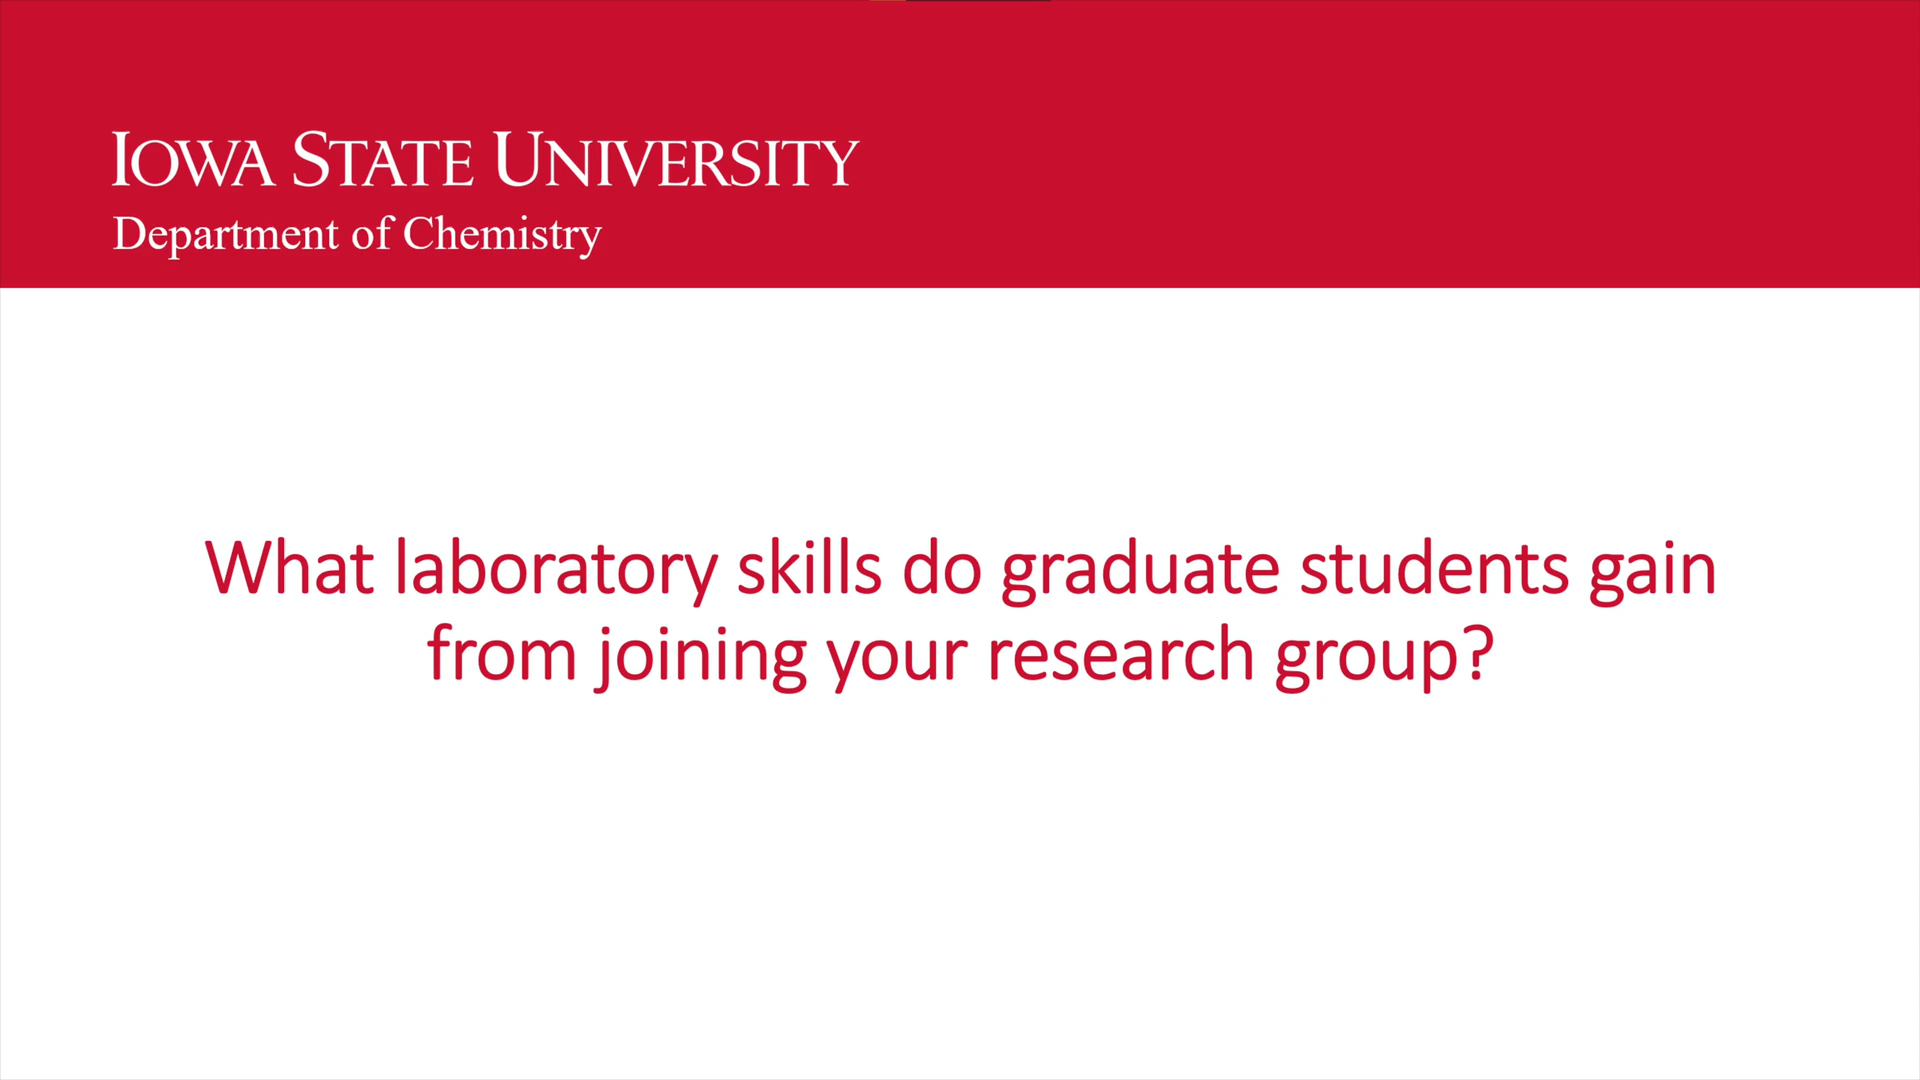 IOWA STATE UNIVERSITY
Department of Chemistry
What laboratory skills do graduate students gain
from joining your research group?